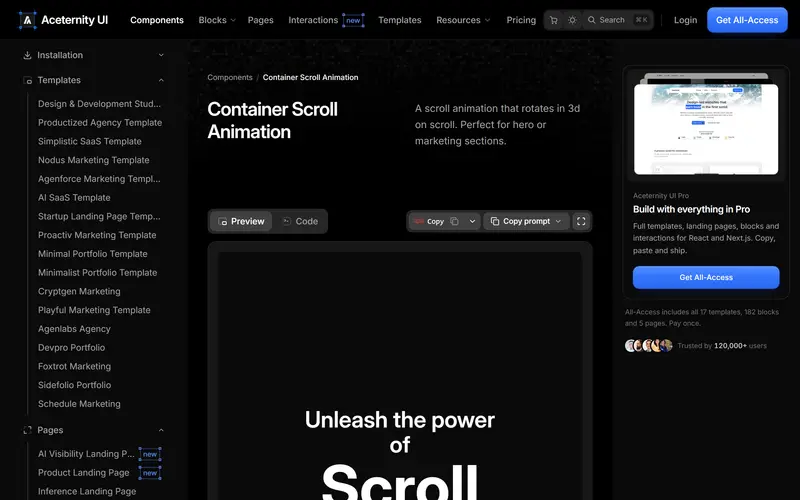 Aceternity UI
Components
Blocks
Pages
Interactions
new
Templates
Resources
Pricing
Search
⌘K
Login
Get All-Access
Installation
Templates
Design & Development Stud...
Productized Agency Template
Simplistic SaaS Template
Nodus Marketing Template
Agenforce Marketing Templ...
AI SaaS Template
Startup Landing Page Temp...
Proactiv Marketing Template
Minimal Portfolio Template
Minimalist Portfolio Template
Cryptgen Marketing
Playful Marketing Template
Agenlabs Agency
Devpro Portfolio
Foxtrot Marketing
Sidefolio Portfolio
Schedule Marketing
Pages
AI Visibility Landing P...
new
Product Landing Page
new
Inference Landing Page
Components / Container Scroll Animation
Container Scroll
Animation
A scroll animation that rotates in 3d
on scroll. Perfect for hero or
marketing sections.
Preview
Code
Copy
Copy prompt
Unleash the power
of
Scroll
Aceternity UI Pro
Build with everything in Pro
Full templates, landing pages, blocks and
interactions for React and Next.js. Copy,
paste and ship.
Get All-Access
All-Access includes all 17 templates, 182 blocks
and 5 pages. Pay once.
Trusted by 120,000+ users